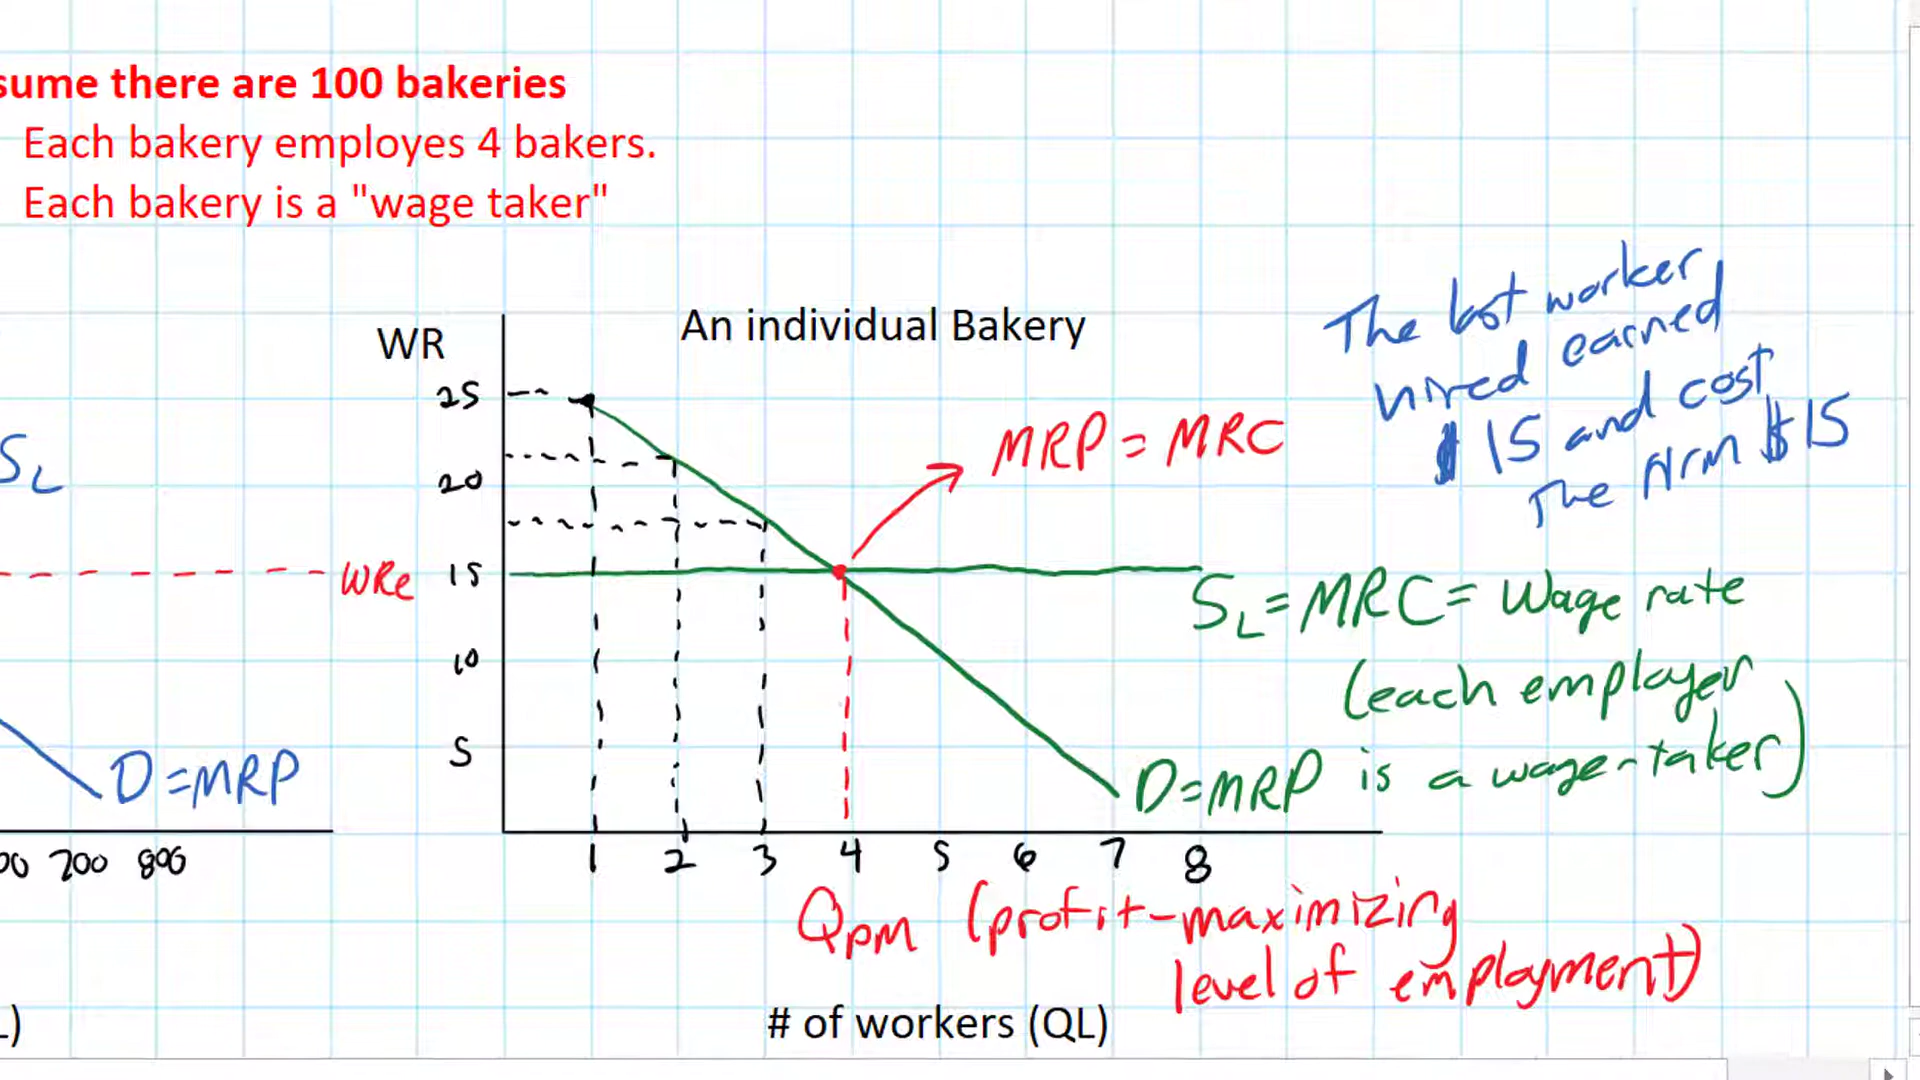 sume there are 100 bakeries
Each bakery employes 4 bakers.
Each bakery is a "wage taker"
An individual Bakery
WR
25
20
15
10
5
1 2 3 4 5 6 7 8
MRP = MRC
The last worker
hired earned
$15 and cost
the firm $15
SL
WRe
SL = MRC = Wage rate
(each employer
is a wage-taker)
D=MRP
D=MRP
00 700 800
Qpm (profit-maximizing
level of employment)
# of workers (QL)
L)